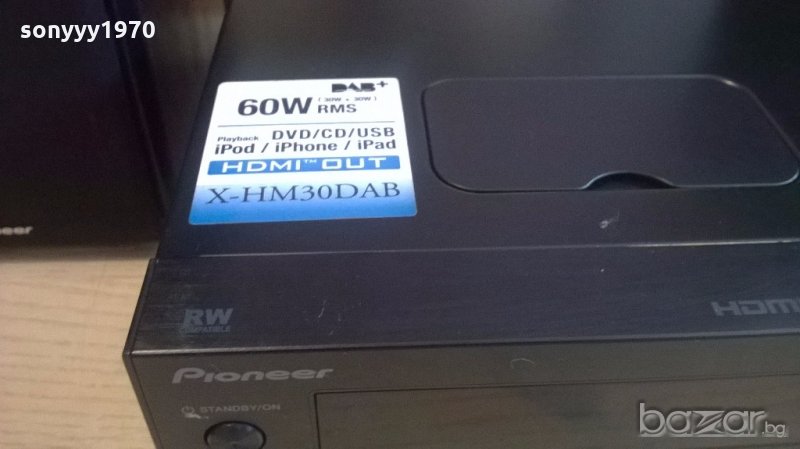 sonyyy1970
DAB+
60W (30W + 30W) RMS
Playback DVD/CD/USB
iPod / iPhone / iPad
HDMI™ OUT
X-HM30DAB
neer
RW
COMPATIBLE
HDMI
Pioneer
STANDBY/ON
bazar.bg